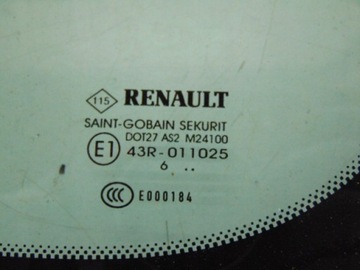 115 RENAULT
SAINT-GOBAIN SEKURIT
DOT27 AS2 M24100
E1 43R-011025
6 ..
CCC E000184